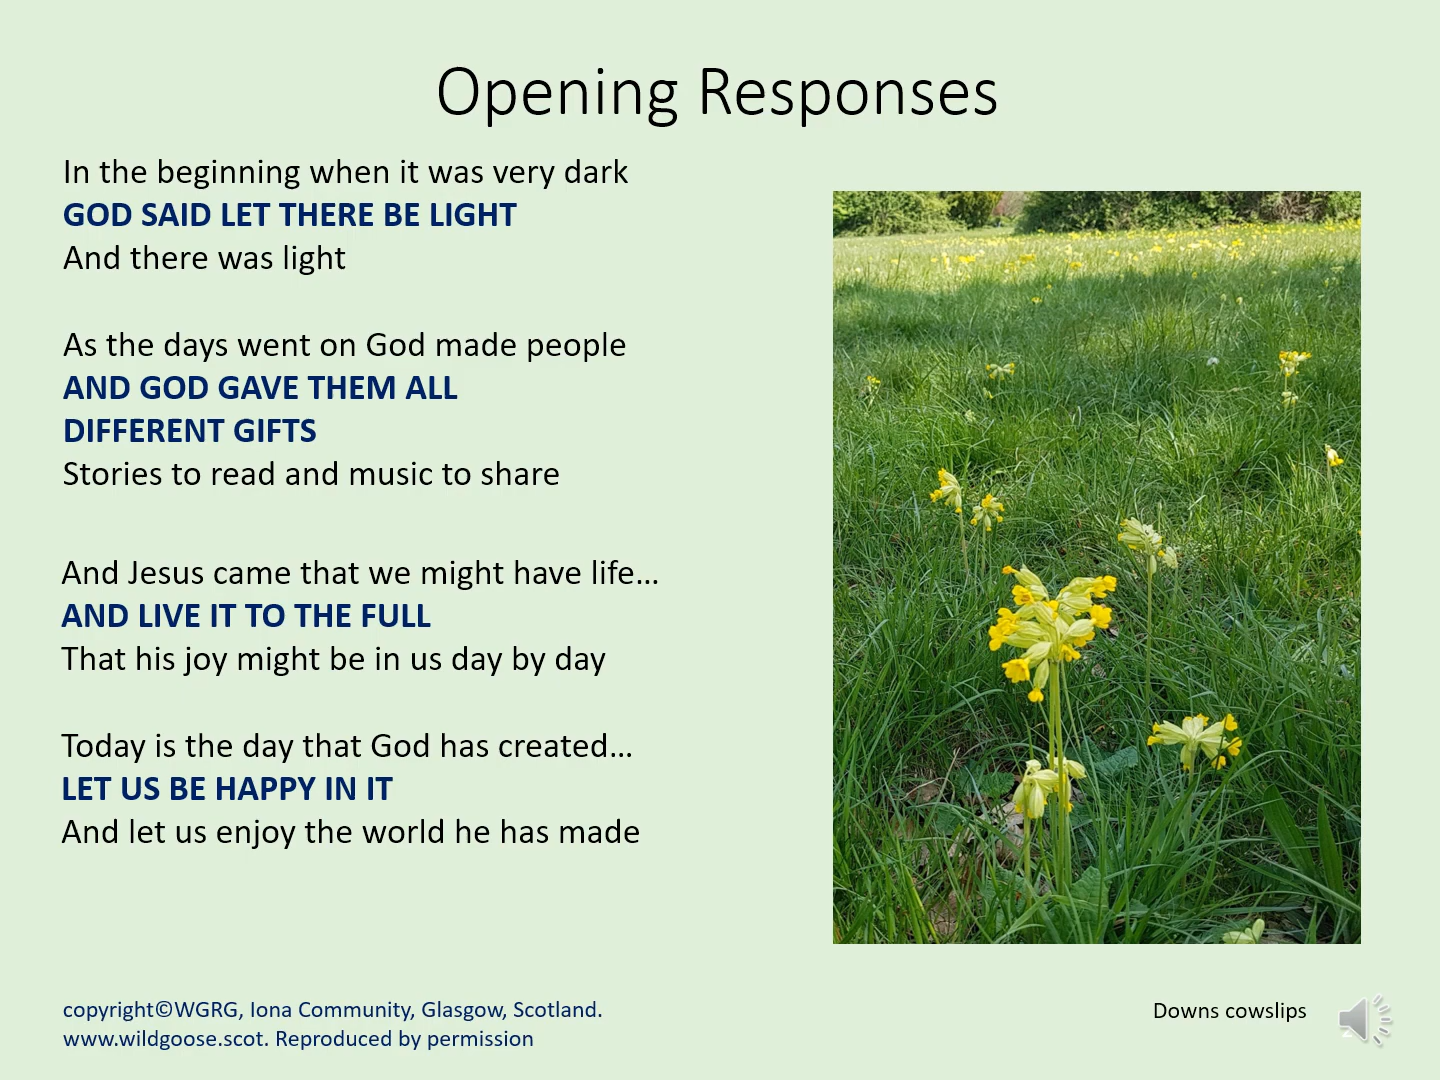 Opening Responses
In the beginning when it was very dark
GOD SAID LET THERE BE LIGHT
And there was light
As the days went on God made people
AND GOD GAVE THEM ALL
DIFFERENT GIFTS
Stories to read and music to share
And Jesus came that we might have life…
AND LIVE IT TO THE FULL
That his joy might be in us day by day
Today is the day that God has created…
LET US BE HAPPY IN IT
And let us enjoy the world he has made
copyright©WGRG, Iona Community, Glasgow, Scotland.
www.wildgoose.scot. Reproduced by permission
Downs cowslips